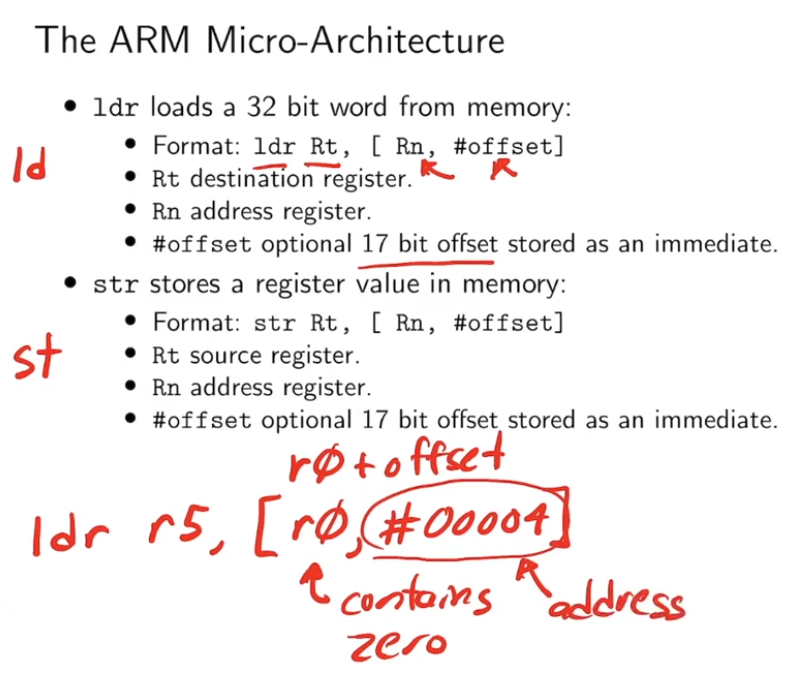 The ARM Micro-Architecture
• ldr loads a 32 bit word from memory:
ld
• Format: ldr Rt, [ Rn, #offset]
• Rt destination register.
• Rn address register.
• #offset optional 17 bit offset stored as an immediate.
• str stores a register value in memory:
st
• Format: str Rt, [ Rn, #offset]
• Rt source register.
• Rn address register.
• #offset optional 17 bit offset stored as an immediate.
r0 + offset
ldr r5, [r0, #00004]
contains
zero
address